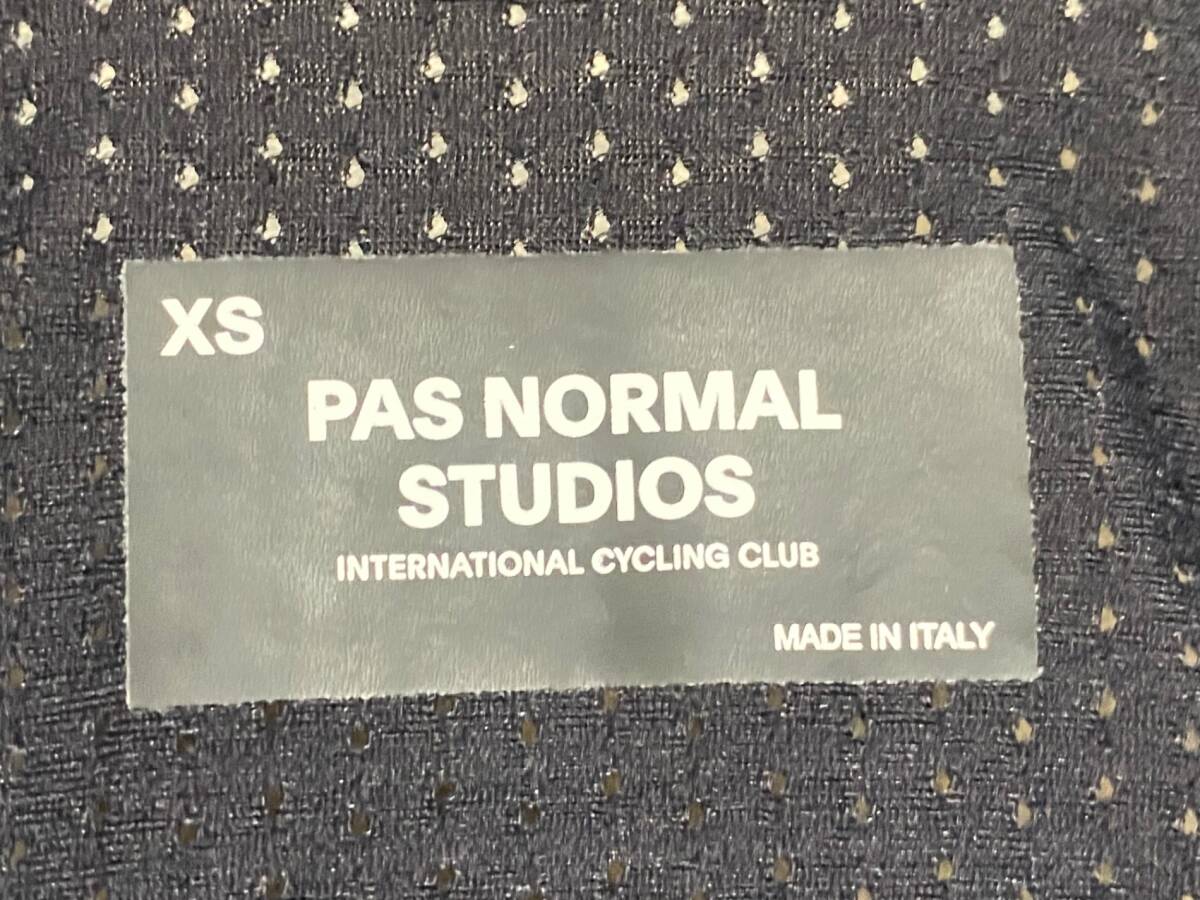 XS
PAS NORMAL
STUDIOS
INTERNATIONAL CYCLING CLUB
MADE IN ITALY